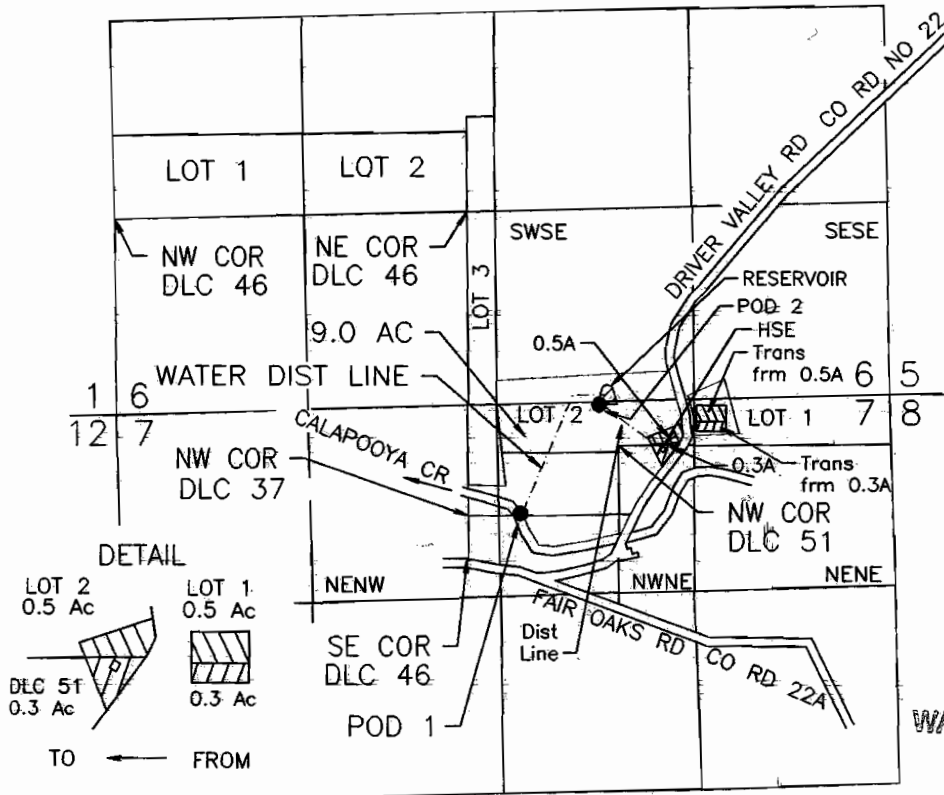 DRIVER VALLEY RD CO RD NO 22
LOT 1
LOT 2
NW COR
DLC 46
NE COR
DLC 46
LOT 3
SWSE
SESE
RESERVOIR
POD 2
HSE
Trans
frm 0.5A
9.0 AC
0.5A
WATER DIST LINE
1 6
12 7
6 5
7 8
LOT 2
LOT 1
CALAPOOYA CR
NW COR
DLC 37
0.3A
Trans
frm 0.3A
NW COR
DLC 51
DETAIL
LOT 2
0.5 Ac
LOT 1
0.5 Ac
DLC 51
0.3 Ac
0.3 Ac
TO FROM
NENW
NWNE
NENE
SE COR
DLC 46
Dist
Line
FAIR OAKS RD CO RD 22A
POD 1